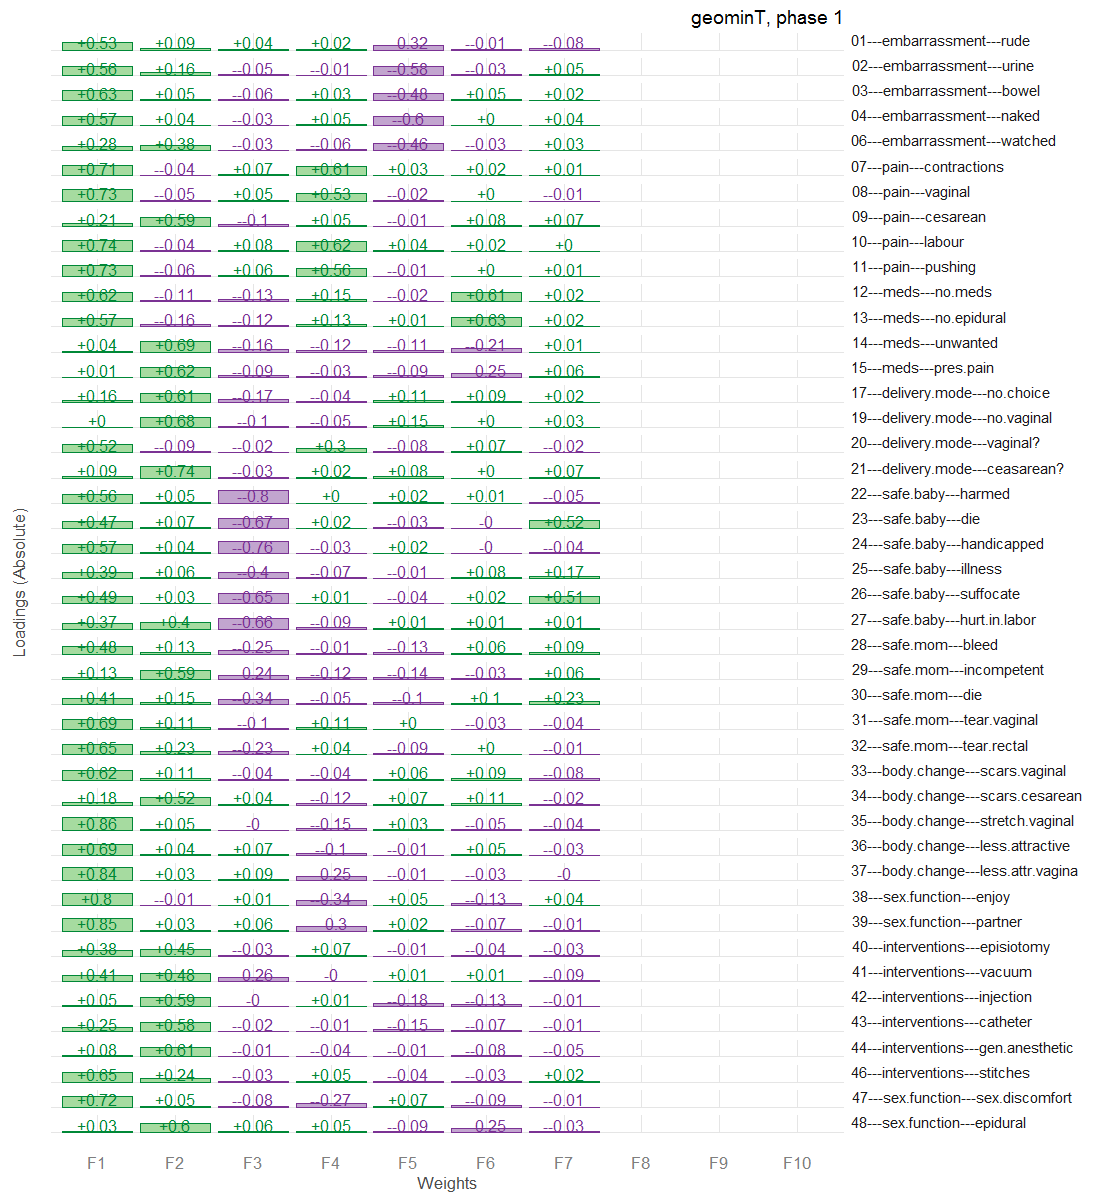 geominT, phase 1
+0.53 +0.09 +0.04 +0.02 --0.32 --0.01 --0.08 01---embarrassment---rude
+0.56 +0.16 --0.05 --0.01 --0.58 --0.03 +0.05 02---embarrassment---urine
+0.63 +0.05 --0.06 +0.03 --0.48 +0.05 +0.02 03---embarrassment---bowel
+0.57 +0.04 --0.03 +0.05 --0.6 +0 +0.04 04---embarrassment---naked
+0.28 +0.38 --0.03 --0.06 --0.46 --0.03 +0.03 06---embarrassment---watched
+0.71 --0.04 +0.07 +0.61 +0.03 +0.02 +0.01 07---pain---contractions
+0.73 --0.05 +0.05 +0.53 --0.02 +0 --0.01 08---pain---vaginal
+0.21 +0.59 --0.1 +0.05 --0.01 +0.08 +0.07 09---pain---cesarean
+0.74 --0.04 +0.08 +0.62 +0.04 +0.02 +0 10---pain---labour
+0.73 --0.06 +0.06 +0.56 --0.01 +0 +0.01 11---pain---pushing
+0.62 --0.11 --0.13 +0.15 --0.02 +0.61 +0.02 12---meds---no.meds
+0.57 --0.16 --0.12 +0.13 +0.01 +0.63 +0.02 13---meds---no.epidural
+0.04 +0.69 --0.16 --0.12 --0.11 --0.21 +0.01 14---meds---unwanted
+0.01 +0.62 --0.09 --0.03 --0.09 --0.25 +0.06 15---meds---pres.pain
+0.16 +0.61 --0.17 --0.04 +0.11 +0.09 +0.02 17---delivery.mode---no.choice
+0 +0.68 --0.1 --0.05 +0.15 +0 +0.03 19---delivery.mode---no.vaginal
+0.52 --0.09 --0.02 +0.3 --0.08 +0.07 --0.02 20---delivery.mode---vaginal?
+0.09 +0.74 --0.03 +0.02 +0.08 +0 +0.07 21---delivery.mode---ceasarean?
+0.56 +0.05 --0.8 +0 +0.02 +0.01 --0.05 22---safe.baby---harmed
+0.47 +0.07 --0.67 +0.02 --0.03 -0 +0.52 23---safe.baby---die
+0.57 +0.04 --0.76 --0.03 +0.02 -0 --0.04 24---safe.baby---handicapped
+0.39 +0.06 --0.4 --0.07 --0.01 +0.08 +0.17 25---safe.baby---illness
+0.49 +0.03 --0.65 +0.01 --0.04 +0.02 +0.51 26---safe.baby---suffocate
+0.37 +0.4 --0.66 --0.09 +0.01 +0.01 +0.01 27---safe.baby---hurt.in.labor
+0.48 +0.13 --0.25 --0.01 --0.13 +0.06 +0.09 28---safe.mom---bleed
+0.13 +0.59 --0.24 --0.12 --0.14 --0.03 +0.06 29---safe.mom---incompetent
+0.41 +0.15 --0.34 --0.05 --0.1 +0.1 +0.23 30---safe.mom---die
+0.69 +0.11 --0.1 +0.11 +0 --0.03 --0.04 31---safe.mom---tear.vaginal
+0.65 +0.23 --0.23 +0.04 --0.09 +0 --0.01 32---safe.mom---tear.rectal
+0.62 +0.11 --0.04 --0.04 +0.06 +0.09 --0.08 33---body.change---scars.vaginal
+0.18 +0.52 +0.04 --0.12 +0.07 +0.11 --0.02 34---body.change---scars.cesarean
+0.86 +0.05 -0 --0.15 +0.03 --0.05 --0.04 35---body.change---stretch.vaginal
+0.69 +0.04 +0.07 --0.1 --0.01 +0.05 --0.03 36---body.change---less.attractive
+0.84 +0.03 +0.09 --0.25 --0.01 --0.03 -0 37---body.change---less.attr.vagina
+0.8 --0.01 +0.01 --0.34 +0.05 --0.13 +0.04 38---sex.function---enjoy
+0.85 +0.03 +0.06 --0.3 +0.02 --0.07 --0.01 39---sex.function---partner
+0.38 +0.45 --0.03 +0.07 --0.01 --0.04 --0.03 40---interventions---episiotomy
+0.41 +0.48 --0.26 -0 +0.01 +0.01 --0.09 41---interventions---vacuum
+0.05 +0.59 -0 +0.01 --0.18 --0.13 --0.01 42---interventions---injection
+0.25 +0.58 --0.02 --0.01 --0.15 --0.07 --0.01 43---interventions---catheter
+0.08 +0.61 --0.01 --0.04 --0.01 --0.08 --0.05 44---interventions---gen.anesthetic
+0.65 +0.24 --0.03 +0.05 --0.04 --0.03 +0.02 46---interventions---stitches
+0.72 +0.05 --0.08 --0.27 +0.07 --0.09 --0.01 47---sex.function---sex.discomfort
+0.03 +0.6 +0.06 +0.05 --0.09 --0.25 --0.03 48---sex.function---epidural
Loadings (Absolute)
F1 F2 F3 F4 F5 F6 F7 F8 F9 F10
Weights